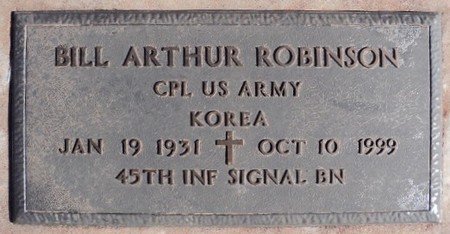 BILL ARTHUR ROBINSON
CPL US ARMY
KOREA
JAN 19 1931 OCT 10 1999
45TH INF SIGNAL BN